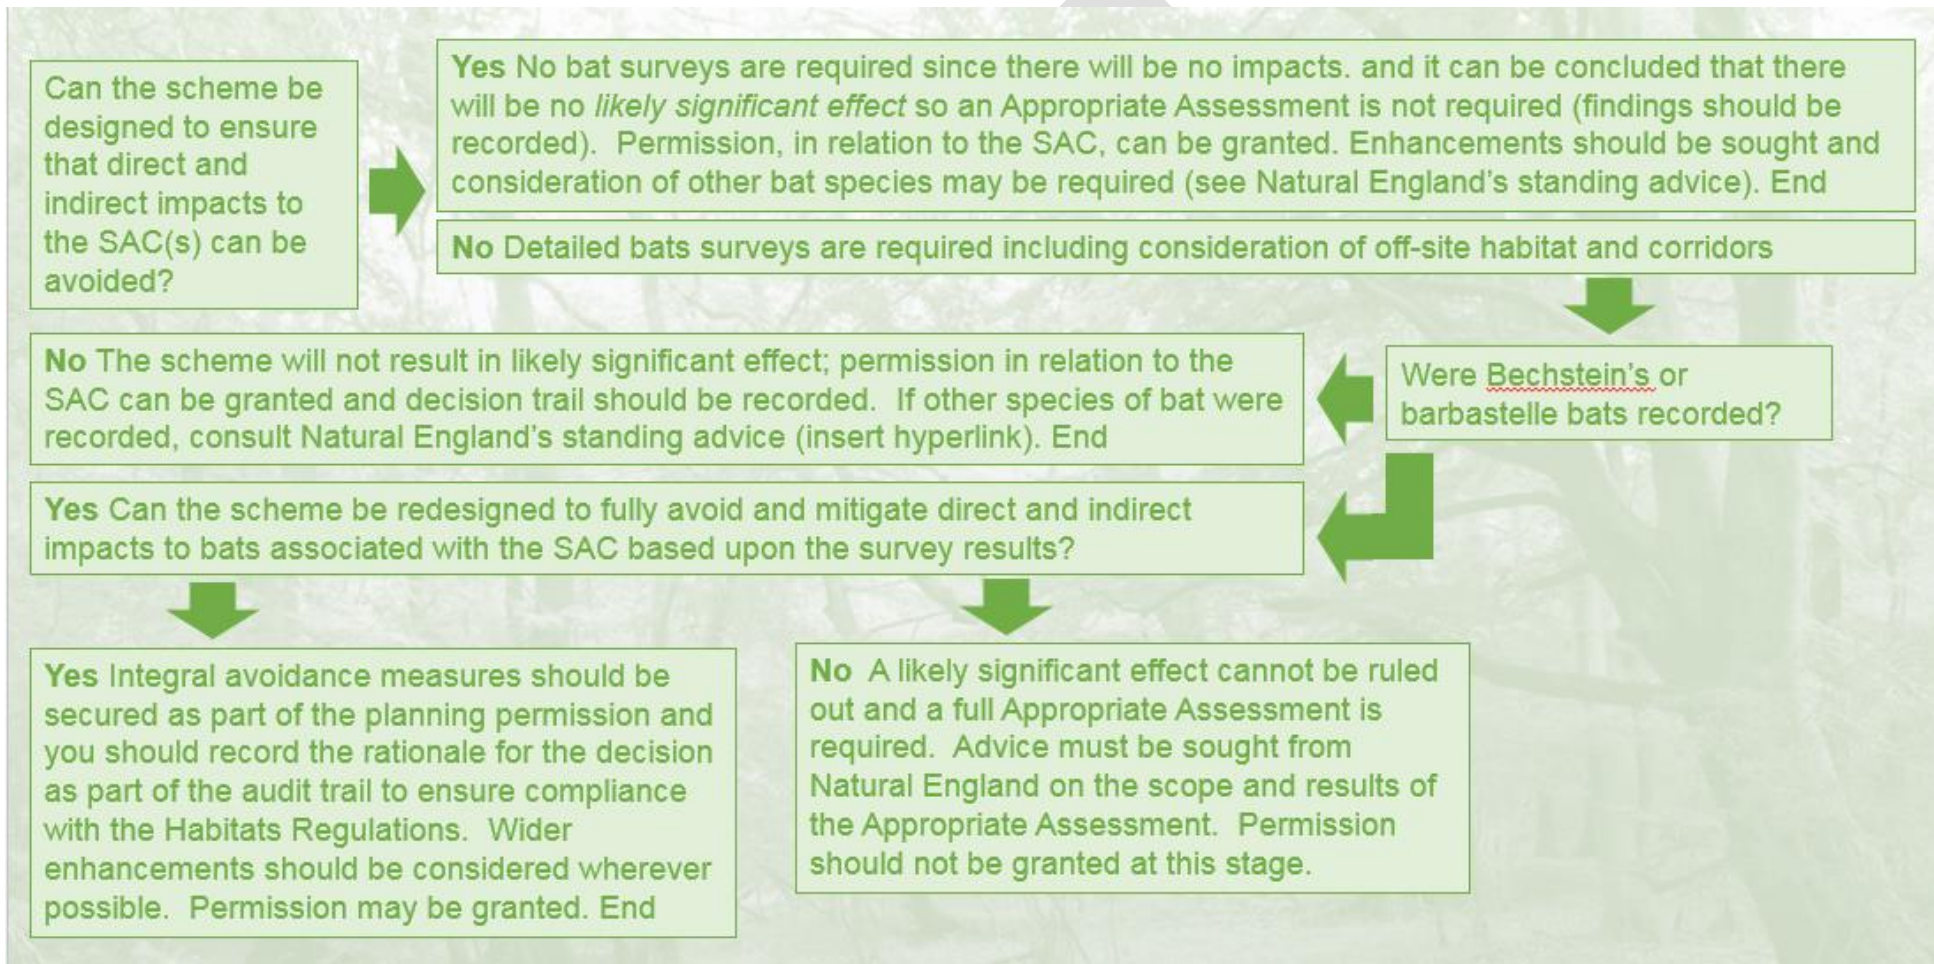 Can the scheme be
designed to ensure
that direct and
indirect impacts to
the SAC(s) can be
avoided?
Yes No bat surveys are required since there will be no impacts. and it can be concluded that there
will be no likely significant effect so an Appropriate Assessment is not required (findings should be
recorded).  Permission, in relation to the SAC, can be granted. Enhancements should be sought and
consideration of other bat species may be required (see Natural England's standing advice). End
No Detailed bats surveys are required including consideration of off-site habitat and corridors
Were Bechstein's or
barbastelle bats recorded?
No The scheme will not result in likely significant effect; permission in relation to the
SAC can be granted and decision trail should be recorded.  If other species of bat were
recorded, consult Natural England's standing advice (insert hyperlink). End
Yes Can the scheme be redesigned to fully avoid and mitigate direct and indirect
impacts to bats associated with the SAC based upon the survey results?
Yes Integral avoidance measures should be
secured as part of the planning permission and
you should record the rationale for the decision
as part of the audit trail to ensure compliance
with the Habitats Regulations.  Wider
enhancements should be considered wherever
possible.  Permission may be granted. End
No  A likely significant effect cannot be ruled
out and a full Appropriate Assessment is
required.  Advice must be sought from
Natural England on the scope and results of
the Appropriate Assessment.  Permission
should not be granted at this stage.